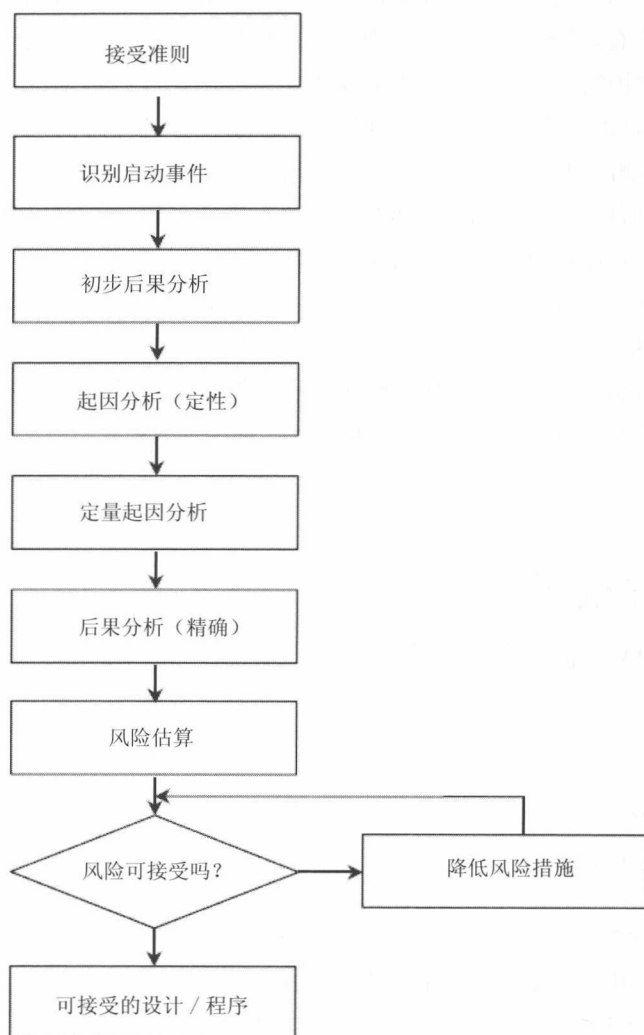 接受准则
识别启动事件
初步后果分析
起因分析（定性）
定量起因分析
后果分析（精确）
风险估算
风险可接受吗？
降低风险措施
可接受的设计 / 程序